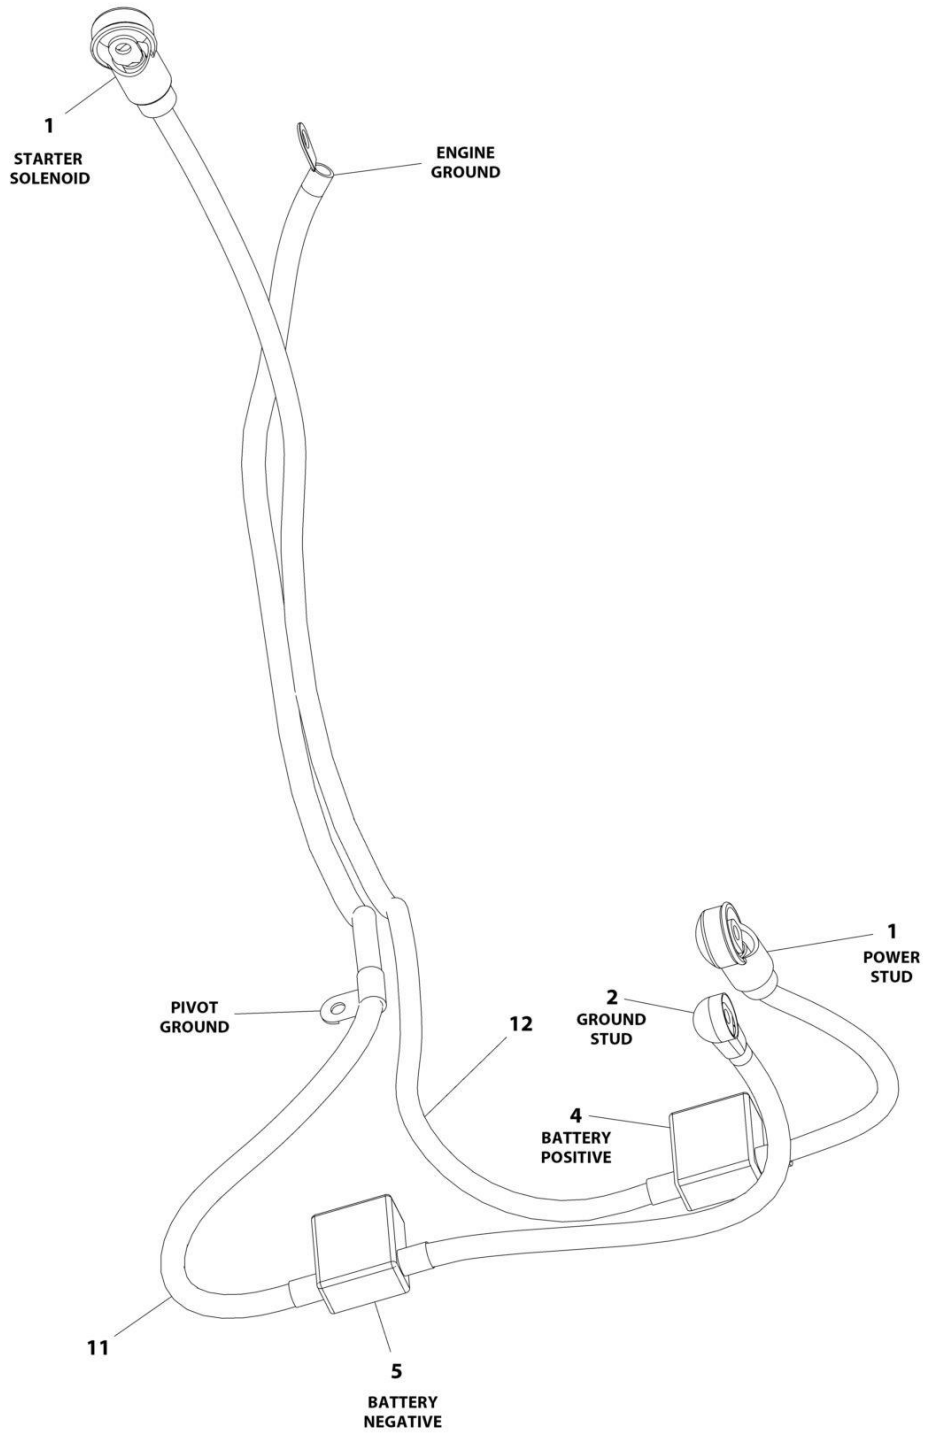 1
STARTER
SOLENOID
ENGINE
GROUND
1
POWER
STUD
2
GROUND
STUD
PIVOT
GROUND
12
4
BATTERY
POSITIVE
11
5
BATTERY
NEGATIVE